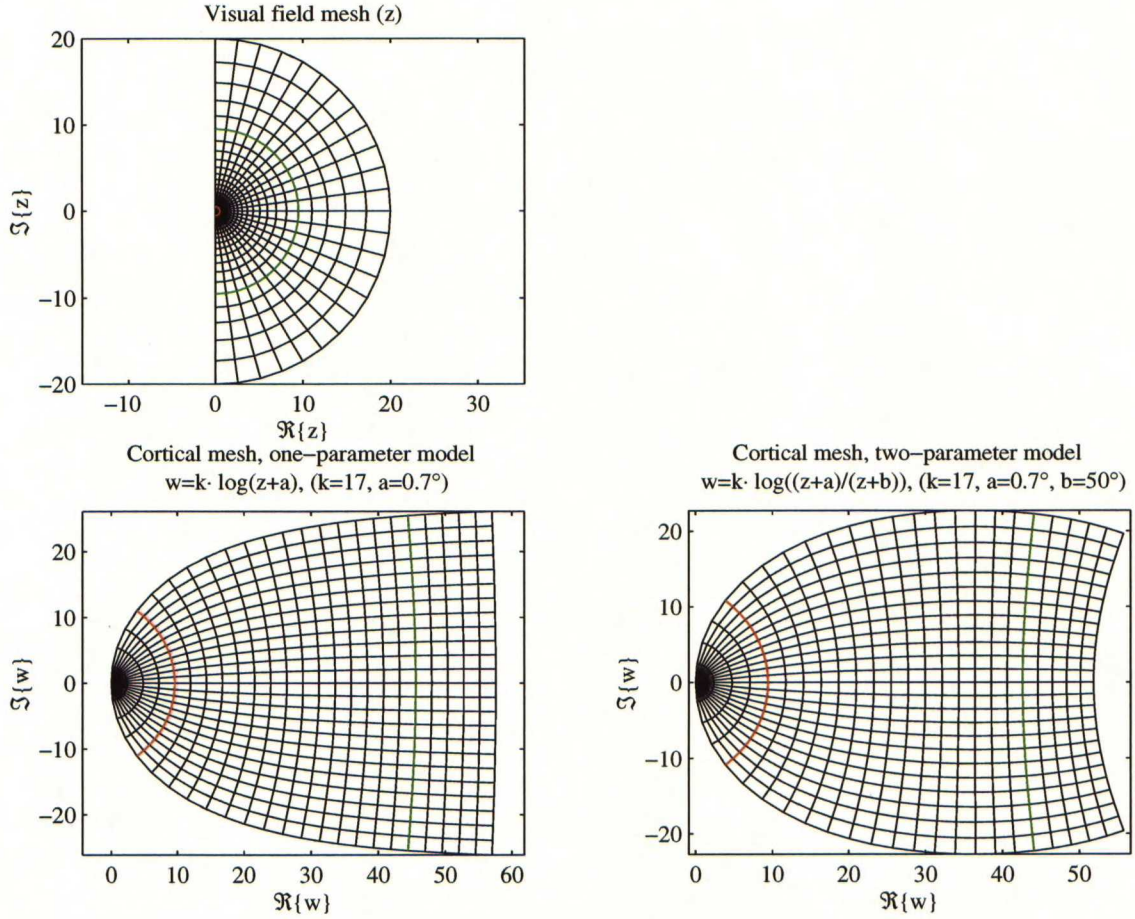 Visual field mesh (z)
20
10
0
−10
−20
ℑ{z}
−10 0 10 20 30
ℜ{z}
Cortical mesh, one−parameter model
w=k· log(z+a), (k=17, a=0.7°)
20
10
0
−10
−20
ℑ{w}
0 10 20 30 40 50 60
ℜ{w}
Cortical mesh, two−parameter model
w=k· log((z+a)/(z+b)), (k=17, a=0.7°, b=50°)
20
10
0
−10
−20
ℑ{w}
0 10 20 30 40 50
ℜ{w}